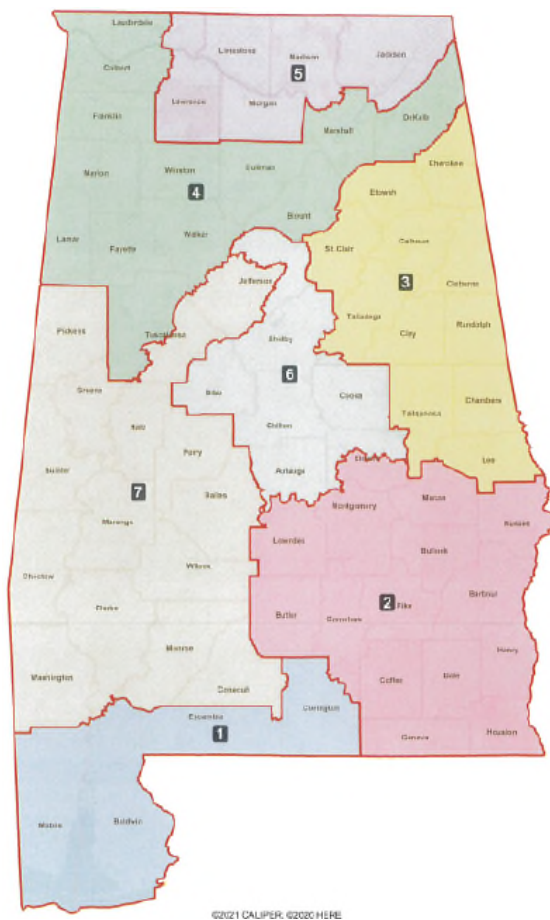 Lauderdale
Limestone
Madison
Jackson
Colbert
5
Lawrence
Morgan
Franklin
Marshall
DeKalb
Marion
Winston
Cullman
Cherokee
4
Etowah
Blount
Lamar
Fayette
Walker
St. Clair
Calhoun
Jefferson
3
Cleburne
Pickens
Tuscaloosa
Talladega
Clay
Randolph
Shelby
6
Greene
Bibb
Coosa
Chambers
Hale
Chilton
Tallapoosa
Perry
Elmore
Lee
Sumter
7
Autauga
Dallas
Montgomery
Macon
Russell
Marengo
Lowndes
Bullock
Choctaw
Wilcox
Barbour
Clarke
Butler
Crenshaw
2
Pike
Monroe
Henry
Washington
Conecuh
Coffee
Dale
Escambia
Covington
1
Geneva
Houston
Mobile
Baldwin
©2021 CALIPER; ©2020 HERE